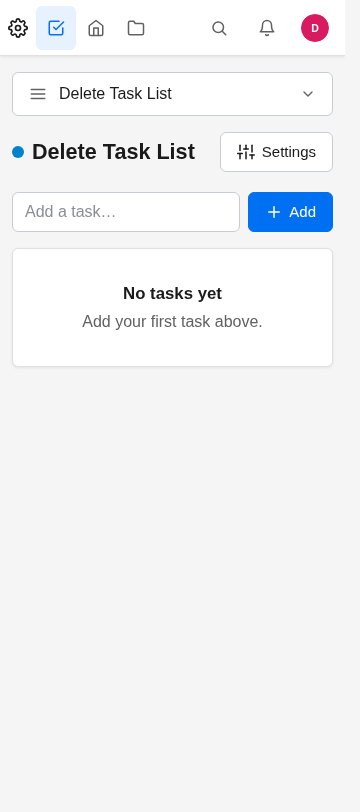 D
Delete Task List
Delete Task List
Settings
Add a task…
Add
No tasks yet
Add your first task above.